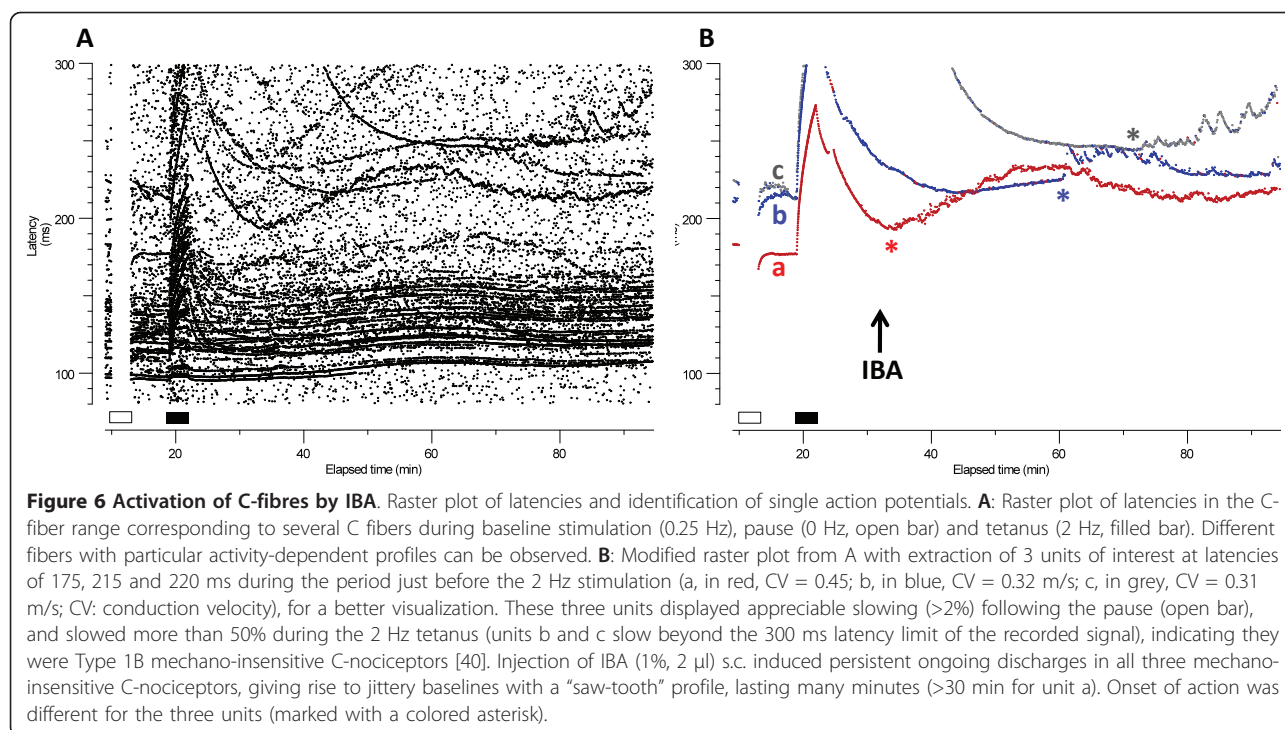 A
B
300
200
100
Latency
(ms)
20
40
60
80
Elapsed time (min)
300
200
100
c
b
a
*
*
*
IBA
20
40
60
80
Elapsed time (min)
Figure 6 Activation of C-fibres by IBA. Raster plot of latencies and identification of single action potentials. A: Raster plot of latencies in the C-
fiber range corresponding to several C fibers during baseline stimulation (0.25 Hz), pause (0 Hz, open bar) and tetanus (2 Hz, filled bar). Different
fibers with particular activity-dependent profiles can be observed. B: Modified raster plot from A with extraction of 3 units of interest at latencies
of 175, 215 and 220 ms during the period just before the 2 Hz stimulation (a, in red, CV = 0.45; b, in blue, CV = 0.32 m/s; c, in grey, CV = 0.31
m/s; CV: conduction velocity), for a better visualization. These three units displayed appreciable slowing (>2%) following the pause (open bar),
and slowed more than 50% during the 2 Hz tetanus (units b and c slow beyond the 300 ms latency limit of the recorded signal), indicating they
were Type 1B mechano-insensitive C-nociceptors [40]. Injection of IBA (1%, 2 μl) s.c. induced persistent ongoing discharges in all three mechano-
insensitive C-nociceptors, giving rise to jittery baselines with a “saw-tooth” profile, lasting many minutes (>30 min for unit a). Onset of action was
different for the three units (marked with a colored asterisk).